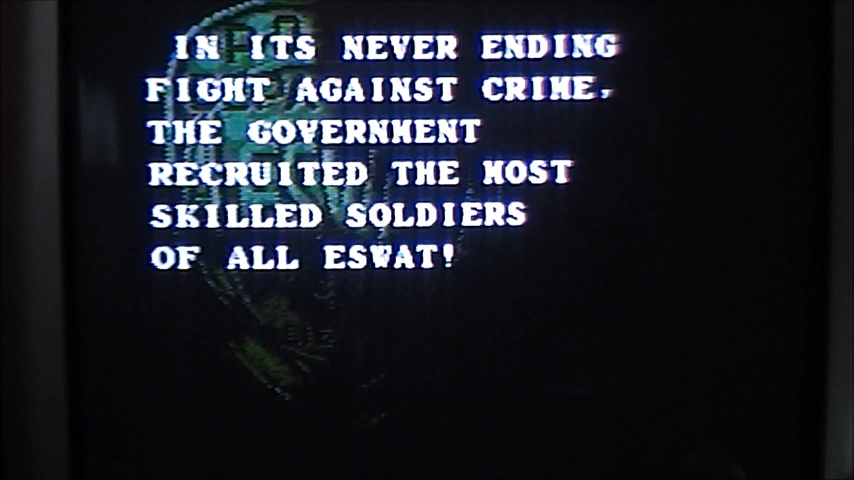 IN ITS NEVER ENDING
FIGHT AGAINST CRIME,
THE GOVERNMENT
RECRUITED THE MOST
SKILLED SOLDIERS
OF ALL ESWAT!